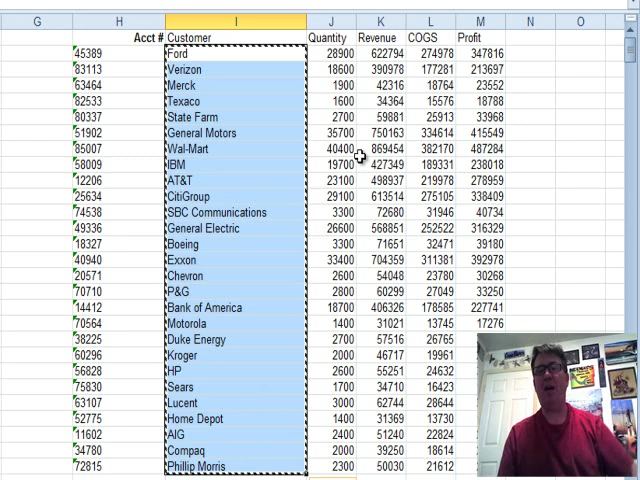 G H I J K L M N O
Acct # Customer Quantity Revenue COGS Profit
45389 Ford 28900 622794 274978 347816
83113 Verizon 18600 390978 177281 213697
63464 Merck 1900 42316 18764 23552
82533 Texaco 1600 34364 15576 18788
80337 State Farm 2700 59881 25913 33968
51902 General Motors 35700 750163 334614 415549
85007 Wal-Mart 40400 869454 382170 487284
58009 IBM 19700 427349 189331 238018
12206 AT&T 23100 498937 219978 278959
25634 CitiGroup 29100 613514 275105 338409
74538 SBC Communications 3300 72680 31946 40734
49336 General Electric 26600 568851 252522 316329
18327 Boeing 3300 71651 32471 39180
40940 Exxon 33400 704359 311381 392978
20571 Chevron 2600 54048 23780 30268
70710 P&G 2800 60299 27049 33250
14412 Bank of America 18700 406326 178585 227741
70564 Motorola 1400 31021 13745 17276
38225 Duke Energy 2700 57516 26765
60296 Kroger 2000 46717 19961
56828 HP 2600 55251 24632
75830 Sears 1700 34710 16423
63107 Lucent 3000 62744 28644
52775 Home Depot 1400 31369 13730
11602 AIG 2400 51240 22824
34780 Compaq 2000 39250 18614
72815 Phillip Morris 2300 50030 21612